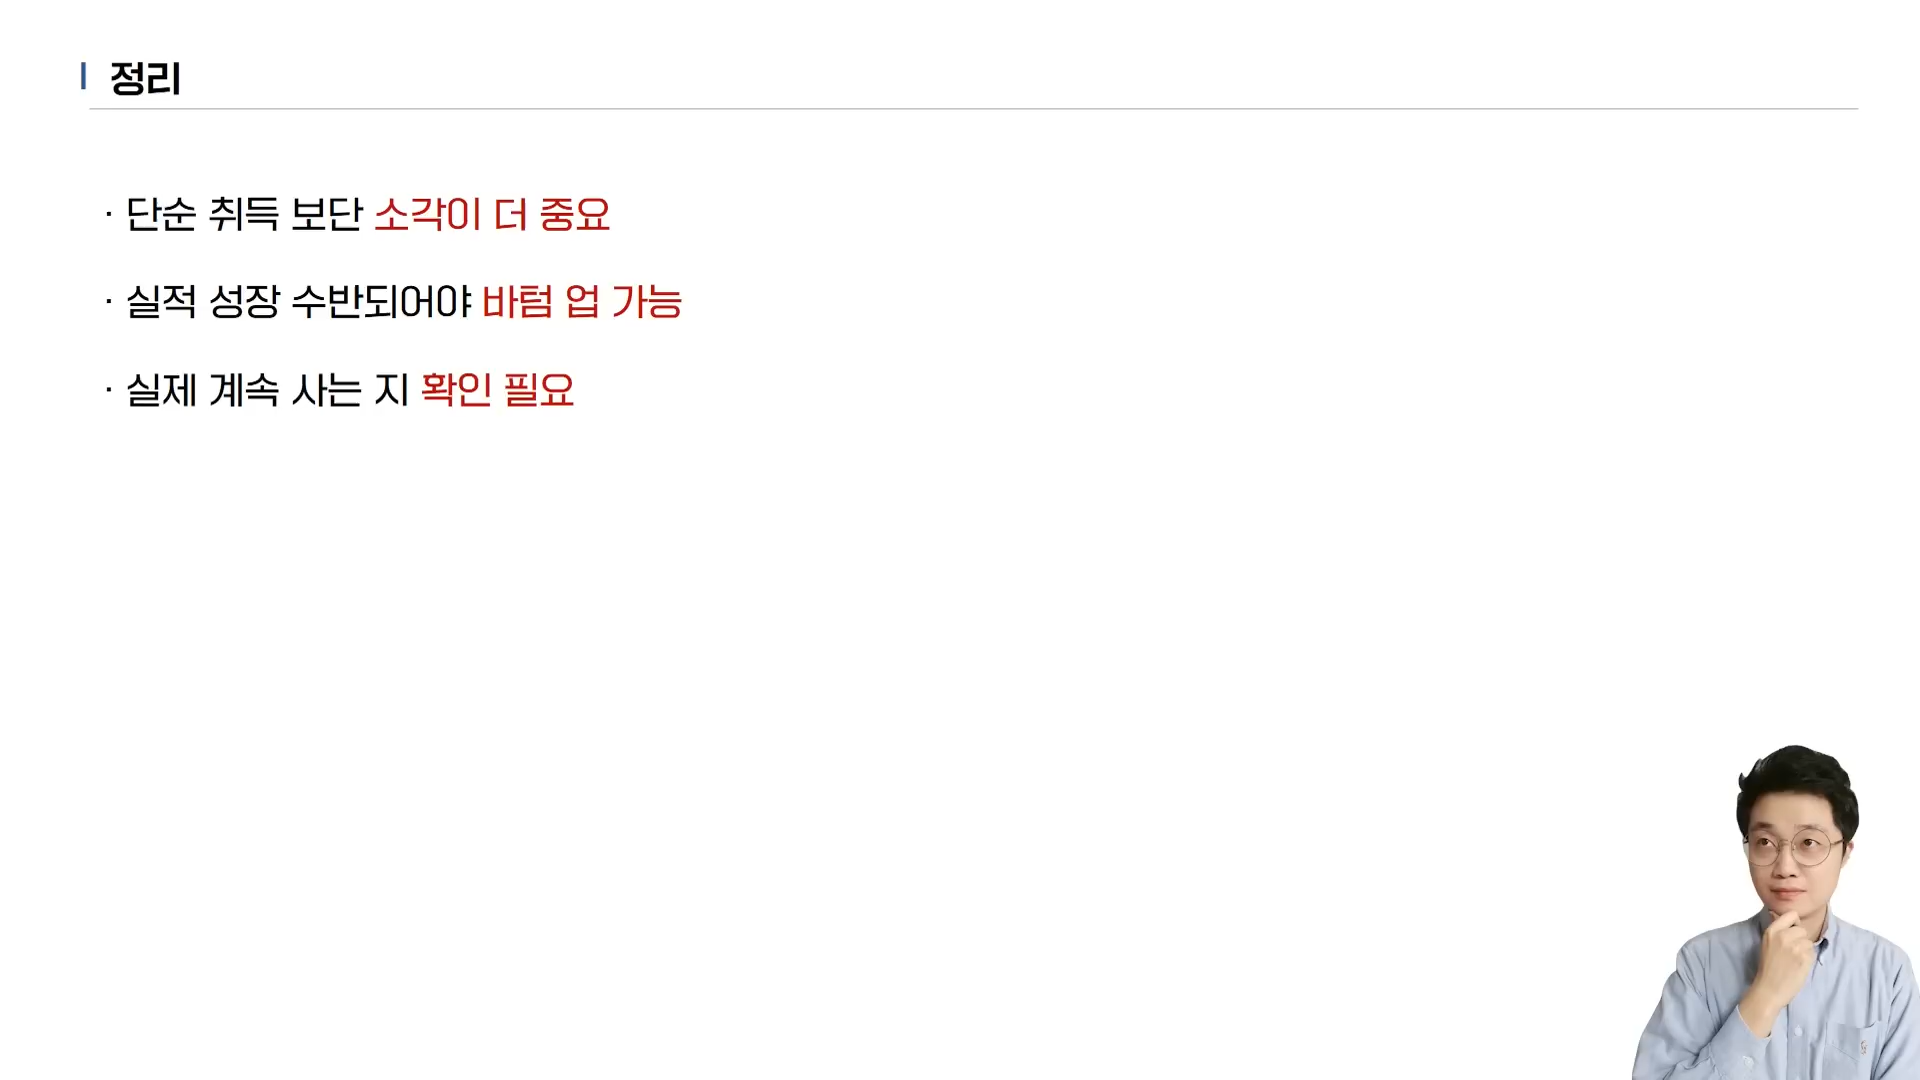 정리
· 단순 취득 보단 소각이 더 중요
· 실적 성장 수반되어야 바텀 업 가능
· 실제 계속 사는 지 확인 필요